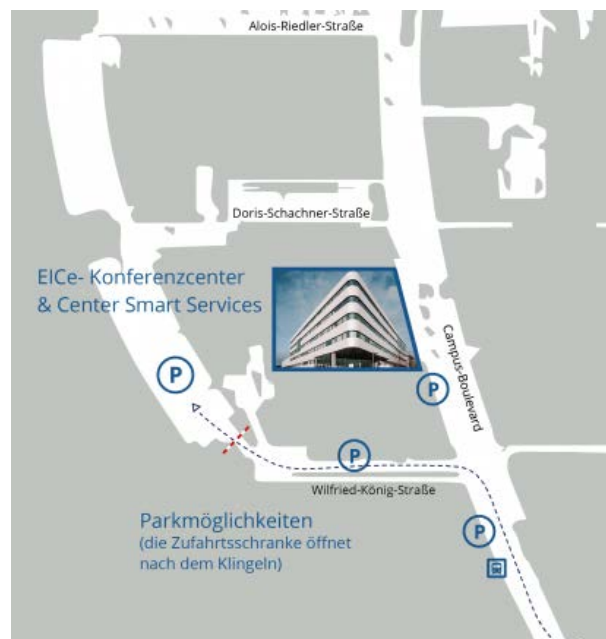 Alois-Riedler-Straße
Doris-Schachner-Straße
EICe- Konferenzcenter
& Center Smart Services
Campus-Boulevard
P
P
P
Wilfried-König-Straße
Parkmöglichkeiten
(die Zufahrtsschranke öffnet
nach dem Klingeln)
P